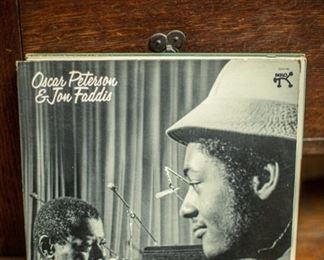 Oscar Peterson
& Jon Faddis